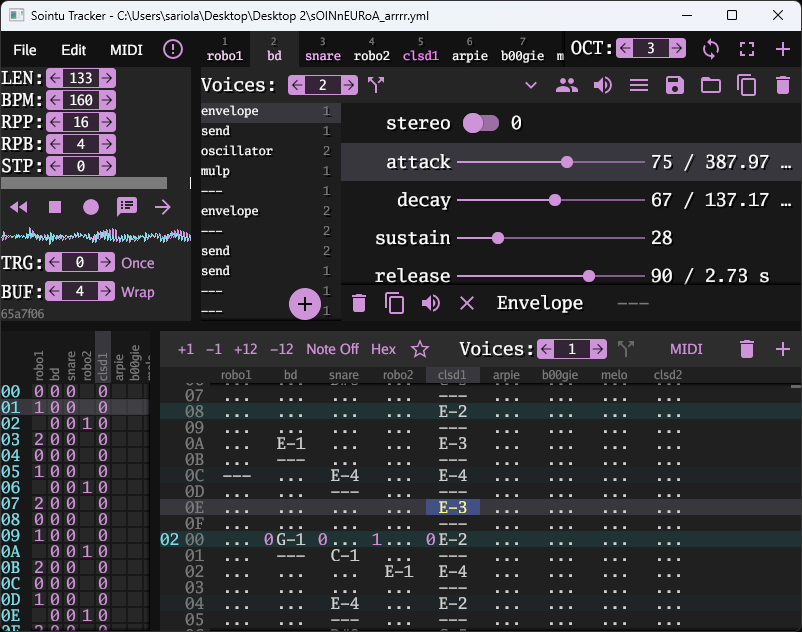 Sointu Tracker - C:\Users\sariola\Desktop\Desktop 2\sOINnEURoA_arrrr.yml
File Edit MIDI
1 2 3 4 5 6 7
robo1 bd snare robo2 clsd1 arpie b00gie m
OCT: 3
LEN: 133
BPM: 160
RPP: 16
RPB: 4
STP: 0
TRG: 0 Once
BUF: 4 Wrap
65a7f06
Voices: 2
envelope 1
send 1
oscillator 2
mulp 1
--- 1
envelope 2
--- 2
send 2
send 1
--- 1
--- 1
stereo 0
attack 75 / 387.97 …
decay 67 / 137.17 …
sustain 28
release 90 / 2.73 s
Envelope ---
robo1 bd snare robo2 clsd1 arpie b00gie
00 0 0 0 0
01 1 0 0 0
02 0 0 1 0
03 2 0 0 0
04 0 0 0 0
05 1 0 0 0
06 0 0 1 0
07 2 0 0 0
08 0 0 0 0
09 1 0 0 0
0A 0 0 1 0
0B 2 0 0 0
0C 0 0 0 0
0D 1 0 0 0
0E 0 0 1 0
+1 −1 +12 −12 Note Off Hex Voices: 1 MIDI
robo1 bd snare robo2 clsd1 arpie b00gie melo clsd2
07 ... ... ... ... --- ... ... ... ...
08 ... ... ... ... E-2 ... ... ... ...
09 ... ... ... ... --- ... ... ... ...
0A ... E-1 ... ... E-3 ... ... ... ...
0B ... --- ... ... --- ... ... ... ...
0C --- ... E-4 ... E-4 ... ... ... ...
0D ... ... --- ... --- ... ... ... ...
0E ... ... ... ... E-3 ... ... ... ...
0F ... ... ... ... --- ... ... ... ...
02 00 ... 0 G-1 0 ... 1 ... 0 E-2 ... ... ... ...
01 ... --- C-1 ... --- ... ... ... ...
02 ... ... ... E-1 E-4 ... ... ... ...
03 ... ... ... ... --- ... ... ... ...
04 ... ... E-4 ... E-2 ... ... ... ...
05 ... ... --- ... --- ... ... ... ...